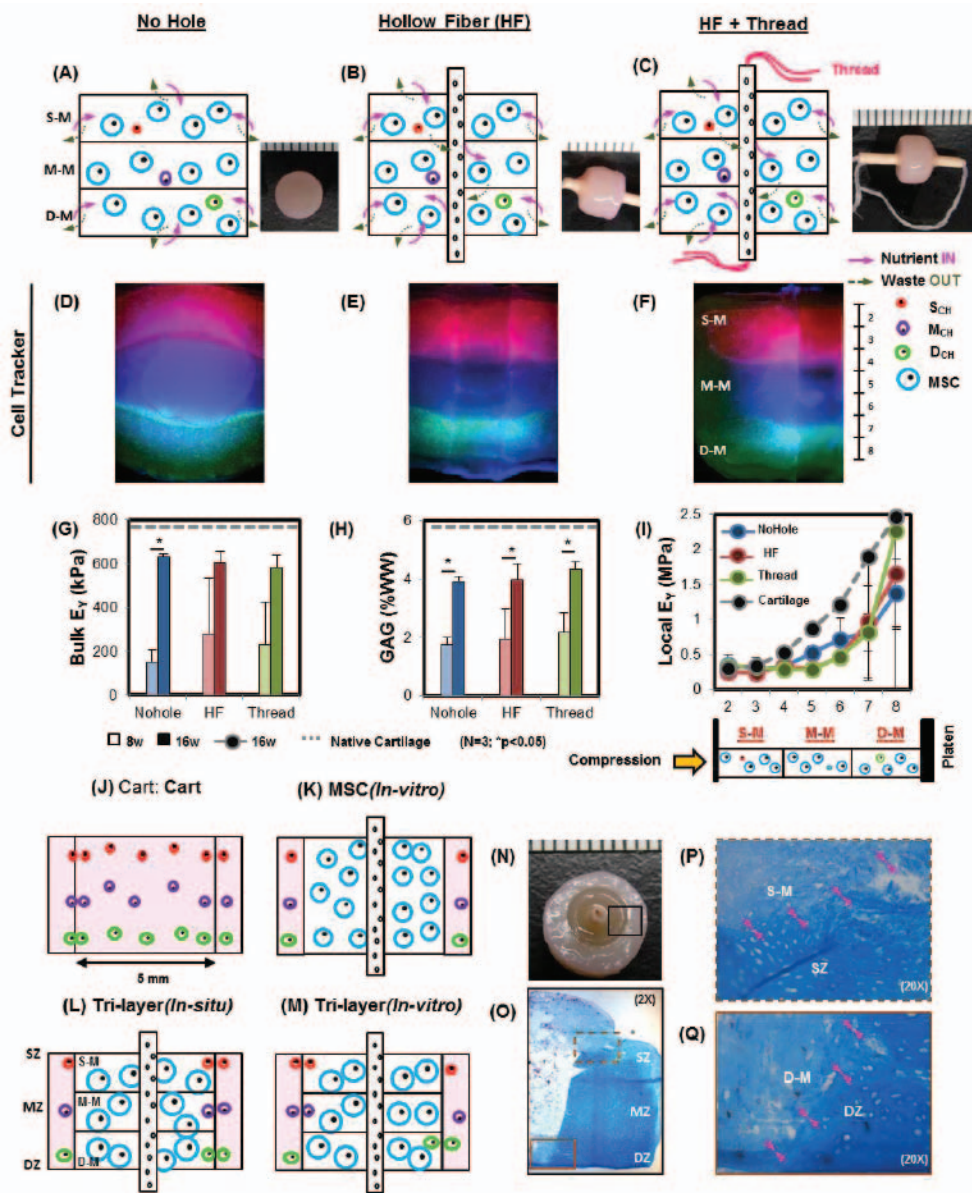 No Hole
Hollow Fiber (HF)
HF + Thread
(A)
(B)
(C)
Thread
S-M
M-M
D-M
Nutrient IN
Waste OUT
(D)
(E)
(F)
S-M
M-M
D-M
2
3
4
5
6
7
8
SCH
MCH
DCH
MSC
Cell Tracker
(G)
Bulk EY (kPa)
800
600
400
200
0
*
Nohole
HF
Thread
(H)
GAG (%WW)
6
4
2
0
*
*
*
Nohole
HF
Thread
(I)
Local EY (MPa)
2.5
2
1.5
1
0.5
0
NoHole
HF
Thread
Cartilage
2 3 4 5 6 7 8
8w
16w
16w
Native Cartilage
(N=3; *p<0.05)
S-M
M-M
D-M
Compression
Platen
(J) Cart: Cart
(K) MSC(In-vitro)
5 mm
(L) Tri-layer(In-situ)
(M) Tri-layer(In-vitro)
SZ
MZ
DZ
S-M
M-M
D-M
(N)
(O)
(2X)
SZ
MZ
DZ
(P)
S-M
SZ
(20X)
(Q)
D-M
DZ
(20X)